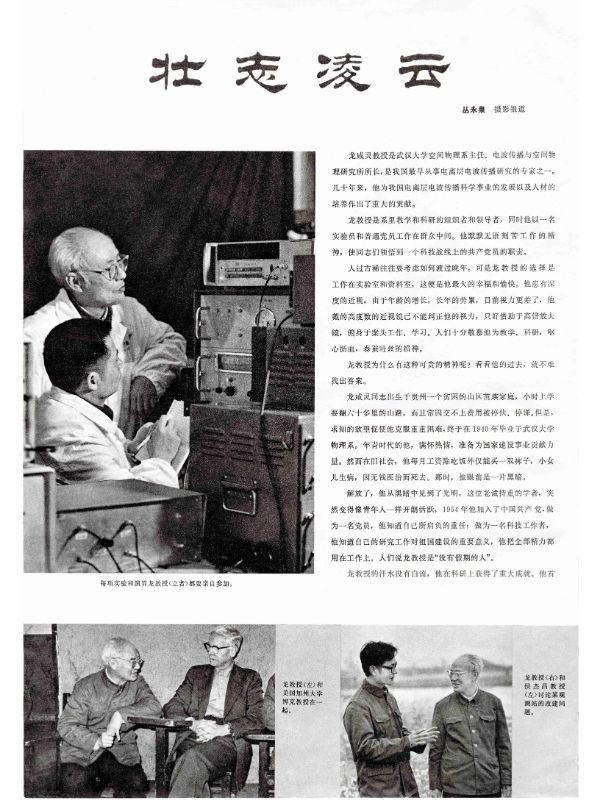 壮志凌云
丛永泉 摄影报道
龙咸灵教授是武汉大学空间物理系主任、电波传播与空间物
理研究所所长,是我国最早从事电离层电波传播研究的专家之一。
几十年来,他为我国电离层电波传播科学事业的发展以及人材的
培养作出了重大的贡献。
龙教授是系里教学和科研的组织者和领导者,同时他以一名
实验员和普通党员工作在群众中间。他默默无语刻苦工作的精
神,使同志们领悟到一个科技战线上的共产党员的职责。
人过古稀往往要考虑如何渡过晚年。可是龙教授的选择是
工作在实验室和资料室,这便是他最大的幸福和愉快。他患有深
度的近视,由于年龄的增长,长年的劳累,目前视力更差了,他
戴的高度数的近视镜已不能纠正他的视力,只好借助于高倍放大
镜,俯身于案头工作、学习。人们十分敬慕他为教学、科研,呕
心沥血,春蚕吐丝的精神。
龙教授为什么有这种可贵的精神呢?看看他的过去,就不难
找出答案。
龙咸灵同志出生于贵州一个贫困的山区苗族家庭,小时上学
要翻六十多里的山路,而且常因交不上费用被停伙、停课。但是,
求知的欲望促使他克服重重困难,终于在1940年毕业于武汉大学
物理系。年青时代的他,满怀热情,准备为国家建设事业贡献力
量。然而在旧社会,他每月工资除吃饭外仅能买一双袜子,小女
儿生病,因无钱医治而死去。那时,他眼前是一片黑暗。
解放了,他从黑暗中见到了光明。这位老诚持重的学者,突
然变得像青年人一样开朗活跃,1954年他加入了中国共产党,做
为一名党员,他知道自己所肩负的重任;做为一名科技工作者,
他知道自己的研究工作对祖国建设的重要意义,他把全部精力都
用在工作上。人们说龙教授是“没有假期的人”。
龙教授的汗水没有白流,他在科研上获得了重大成就。他首
每项实验和演算龙教授(立者)都要亲自参加。
龙教授(左)和
美国加州大学
博克教授在一
起。
龙教授(右)和
侯杰昌教授
(左)讨论某观
测站的改建问
题。